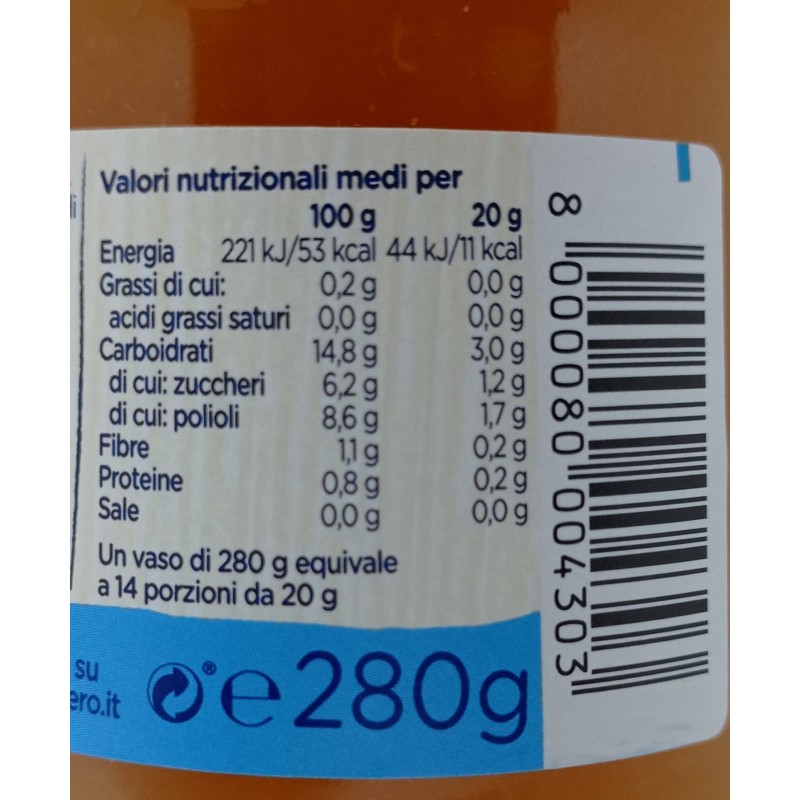 Valori nutrizionali medi per
100 g 20 g
Energia 221 kJ/53 kcal 44 kJ/11 kcal
Grassi di cui: 0,2 g 0,0 g
acidi grassi saturi 0,0 g 0,0 g
Carboidrati 14,8 g 3,0 g
di cui: zuccheri 6,2 g 1,2 g
di cui: polioli 8,6 g 1,7 g
Fibre 1,1 g 0,2 g
Proteine 0,8 g 0,2 g
Sale 0,0 g 0,0 g
Un vaso di 280 g equivale
a 14 porzioni da 20 g
su
ero.it
® e 280g
8 000080 004303